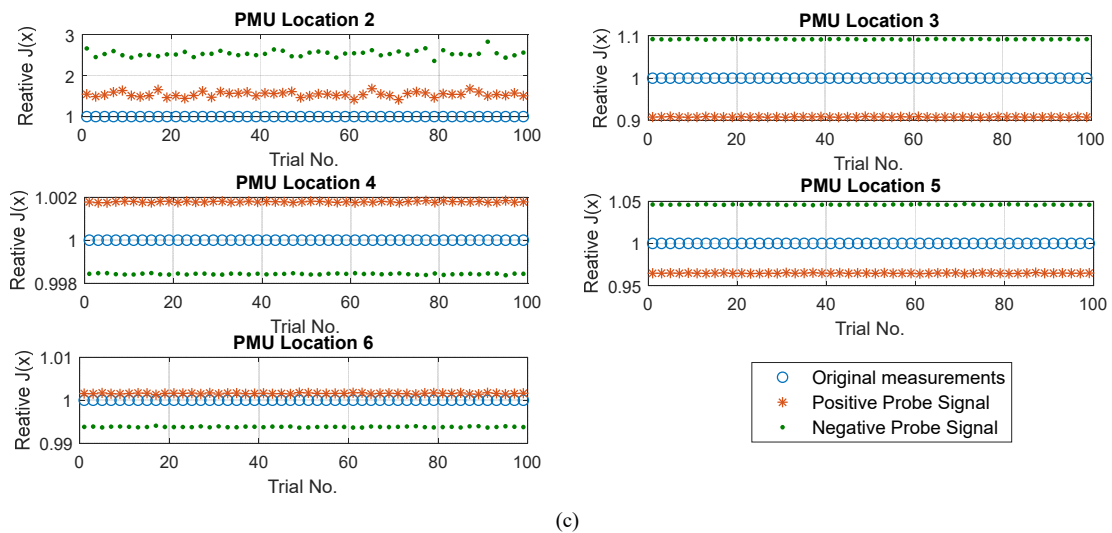 PMU Location 2
Reative J(x)
3
2
1
0 20 40 60 80 100
Trial No.
PMU Location 3
Reative J(x)
1.1
1
0.9
0 20 40 60 80 100
Trial No.
PMU Location 4
Relative J(x)
1.002
1
0.998
0 20 40 60 80 100
Trial No.
PMU Location 5
Relative J(x)
1.05
1
0.95
0 20 40 60 80 100
Trial No.
PMU Location 6
Relative J(x)
1.01
1
0.99
0 20 40 60 80 100
Trial No.
Original measurements
Positive Probe Signal
Negative Probe Signal
(c)